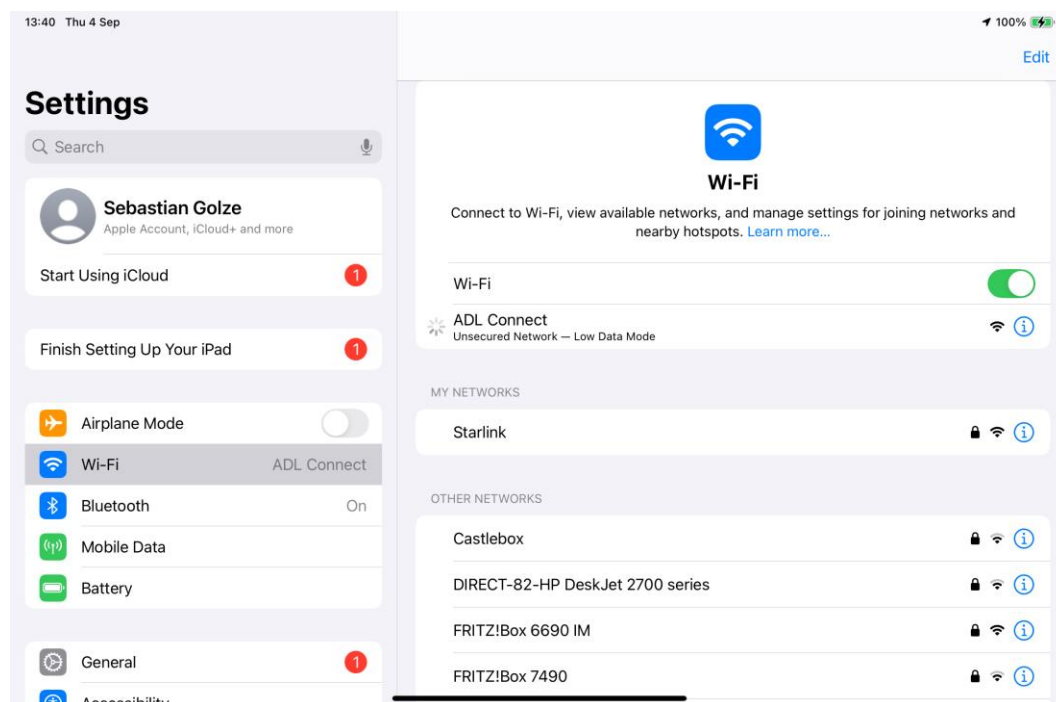 13:40 Thu 4 Sep
100%
Edit
Settings
Search
Sebastian Golze
Apple Account, iCloud+ and more
Start Using iCloud
1
Finish Setting Up Your iPad
1
Airplane Mode
Wi-Fi
ADL Connect
Bluetooth
On
Mobile Data
Battery
General
1
Accessibility
Wi-Fi
Connect to Wi-Fi, view available networks, and manage settings for joining networks and
nearby hotspots. Learn more...
Wi-Fi
ADL Connect
Unsecured Network — Low Data Mode
MY NETWORKS
Starlink
OTHER NETWORKS
Castlebox
DIRECT-82-HP DeskJet 2700 series
FRITZ!Box 6690 IM
FRITZ!Box 7490